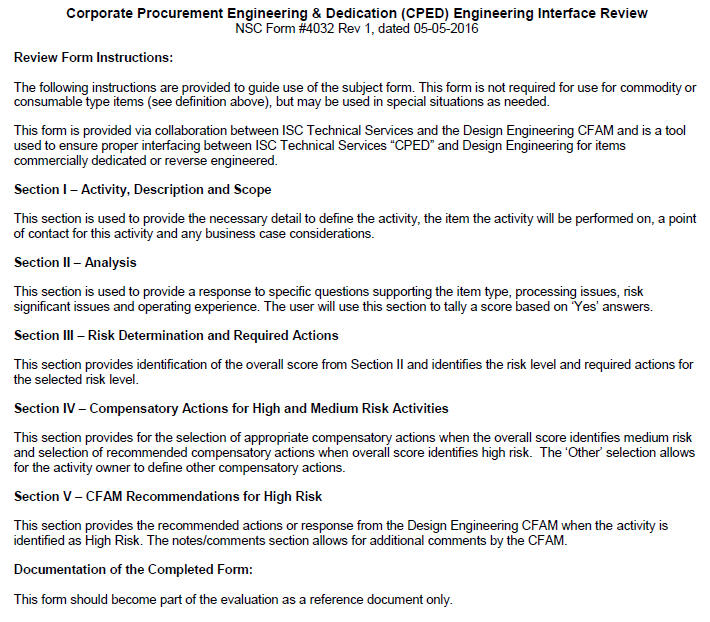 Corporate Procurement Engineering & Dedication (CPED) Engineering Interface Review
NSC Form #4032 Rev 1, dated 05-05-2016
Review Form Instructions:
The following instructions are provided to guide use of the subject form. This form is not required for use for commodity or
consumable type items (see definition above), but may be used in special situations as needed.
This form is provided via collaboration between ISC Technical Services and the Design Engineering CFAM and is a tool
used to ensure proper interfacing between ISC Technical Services “CPED” and Design Engineering for items
commercially dedicated or reverse engineered.
Section I – Activity, Description and Scope
This section is used to provide the necessary detail to define the activity, the item the activity will be performed on, a point
of contact for this activity and any business case considerations.
Section II – Analysis
This section is used to provide a response to specific questions supporting the item type, processing issues, risk
significant issues and operating experience. The user will use this section to tally a score based on ‘Yes’ answers.
Section III – Risk Determination and Required Actions
This section provides identification of the overall score from Section II and identifies the risk level and required actions for
the selected risk level.
Section IV – Compensatory Actions for High and Medium Risk Activities
This section provides for the selection of appropriate compensatory actions when the overall score identifies medium risk
and selection of recommended compensatory actions when overall score identifies high risk.  The ‘Other’ selection allows
for the activity owner to define other compensatory actions.
Section V – CFAM Recommendations for High Risk
This section provides the recommended actions or response from the Design Engineering CFAM when the activity is
identified as High Risk. The notes/comments section allows for additional comments by the CFAM.
Documentation of the Completed Form:
This form should become part of the evaluation as a reference document only.